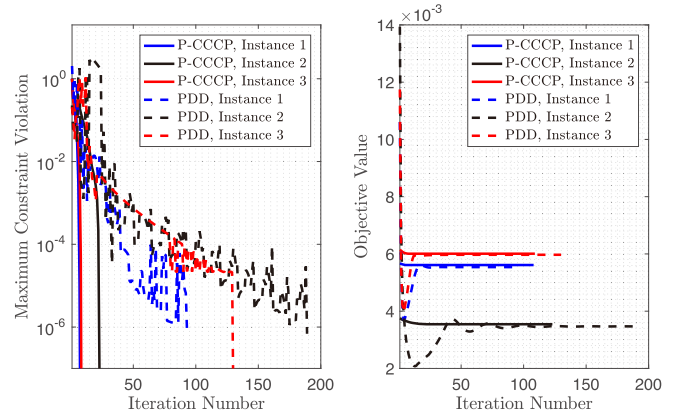 Maximum Constraint Violation
10^0
10^-2
10^-4
10^-6
50
100
150
200
Iteration Number
P-CCCP, Instance 1
P-CCCP, Instance 2
P-CCCP, Instance 3
PDD, Instance 1
PDD, Instance 2
PDD, Instance 3
×10^-3
Objective Value
14
12
10
8
6
4
2
50
100
150
200
Iteration Number
P-CCCP, Instance 1
P-CCCP, Instance 2
P-CCCP, Instance 3
PDD, Instance 1
PDD, Instance 2
PDD, Instance 3